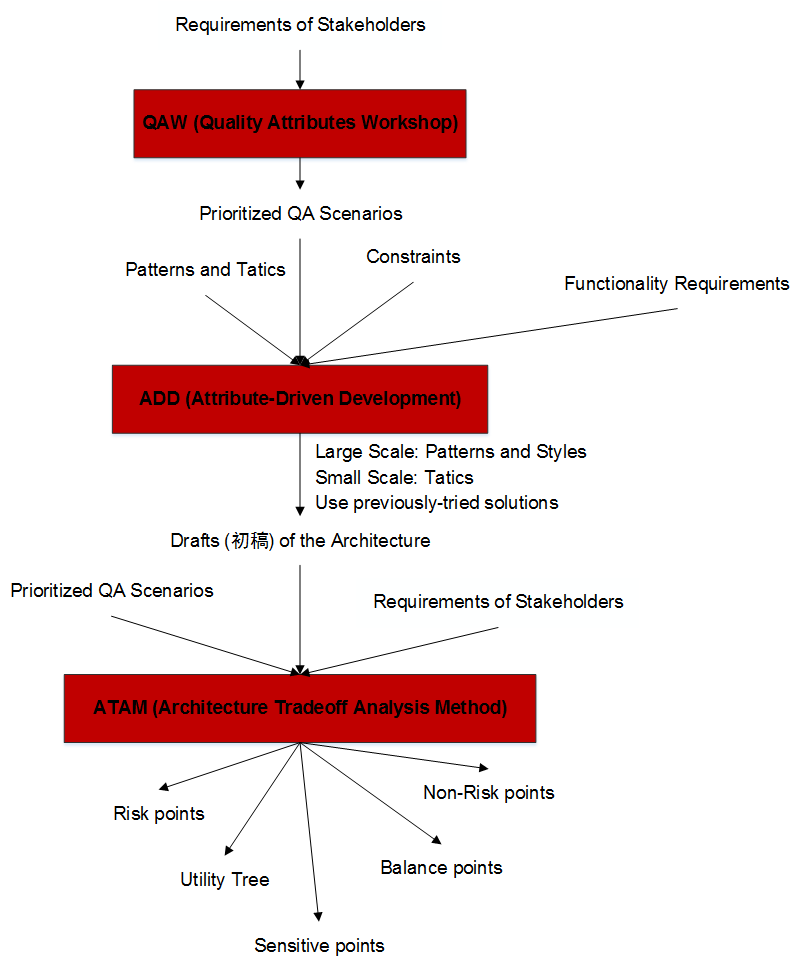 Requirements of Stakeholders
QAW (Quality Attributes Workshop)
Prioritized QA Scenarios
Patterns and Tatics
Constraints
Functionality Requirements
ADD (Attribute-Driven Development)
Large Scale: Patterns and Styles
Small Scale: Tatics
Use previously-tried solutions
Drafts (初稿) of the Architecture
Prioritized QA Scenarios
Requirements of Stakeholders
ATAM (Architecture Tradeoff Analysis Method)
Risk points
Non-Risk points
Utility Tree
Balance points
Sensitive points